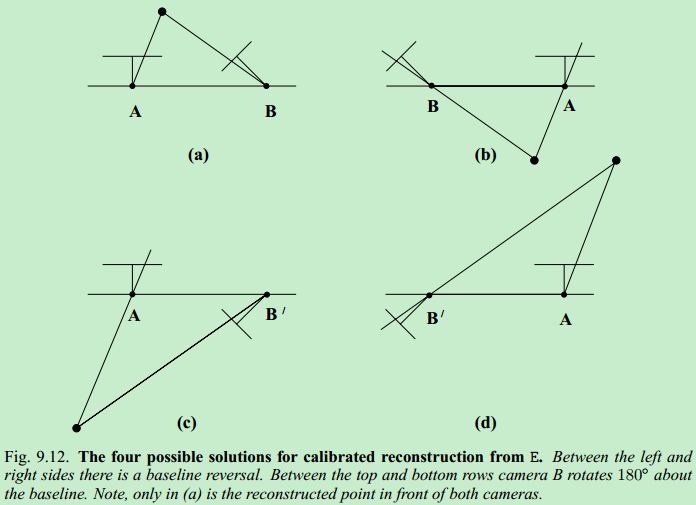 A B B A
(a) (b)
A B ′ B′ A
(c) (d)
Fig. 9.12. The four possible solutions for calibrated reconstruction from E. Between the left and
right sides there is a baseline reversal. Between the top and bottom rows camera B rotates 180° about
the baseline. Note, only in (a) is the reconstructed point in front of both cameras.